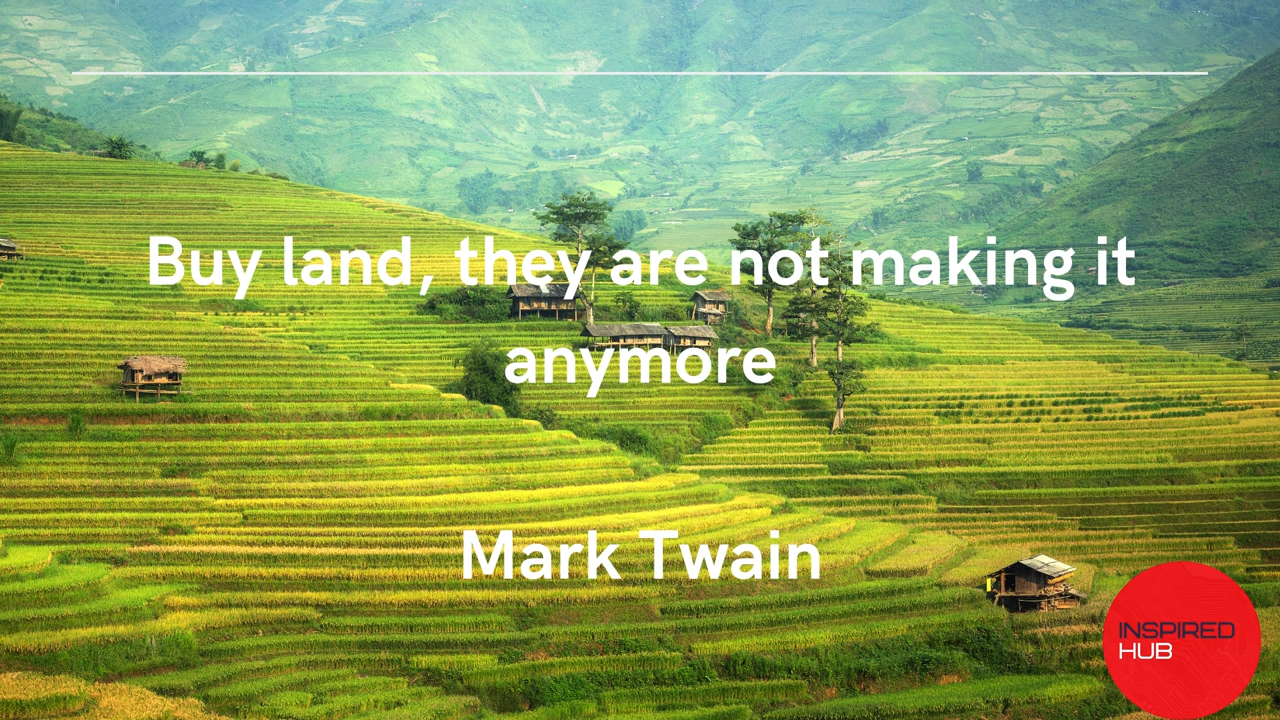 Buy land, they are not making it
anymore
Mark Twain
INSPIRED
HUB